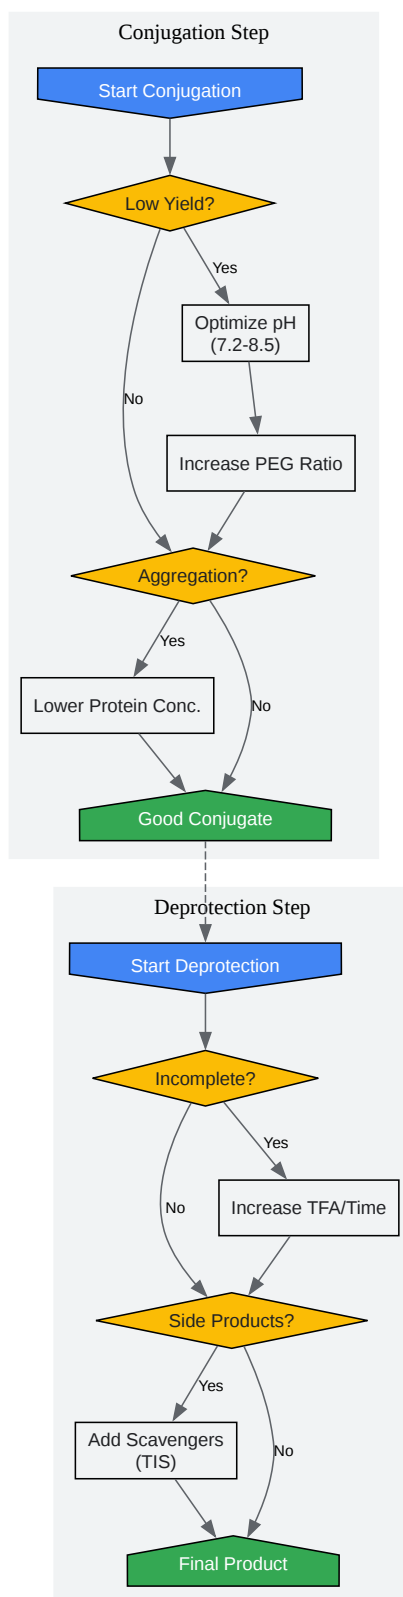 Conjugation Step
Start Conjugation
Low Yield?
Yes
Optimize pH
(7.2-8.5)
No
Increase PEG Ratio
Aggregation?
Yes
Lower Protein Conc.
No
Good Conjugate
Deprotection Step
Start Deprotection
Incomplete?
Yes
Increase TFA/Time
No
Side Products?
Yes
Add Scavengers
(TIS)
No
Final Product